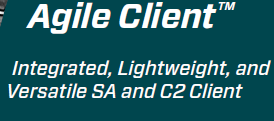 Agile Client™
Integrated, Lightweight, and
Versatile SA and C2 Client